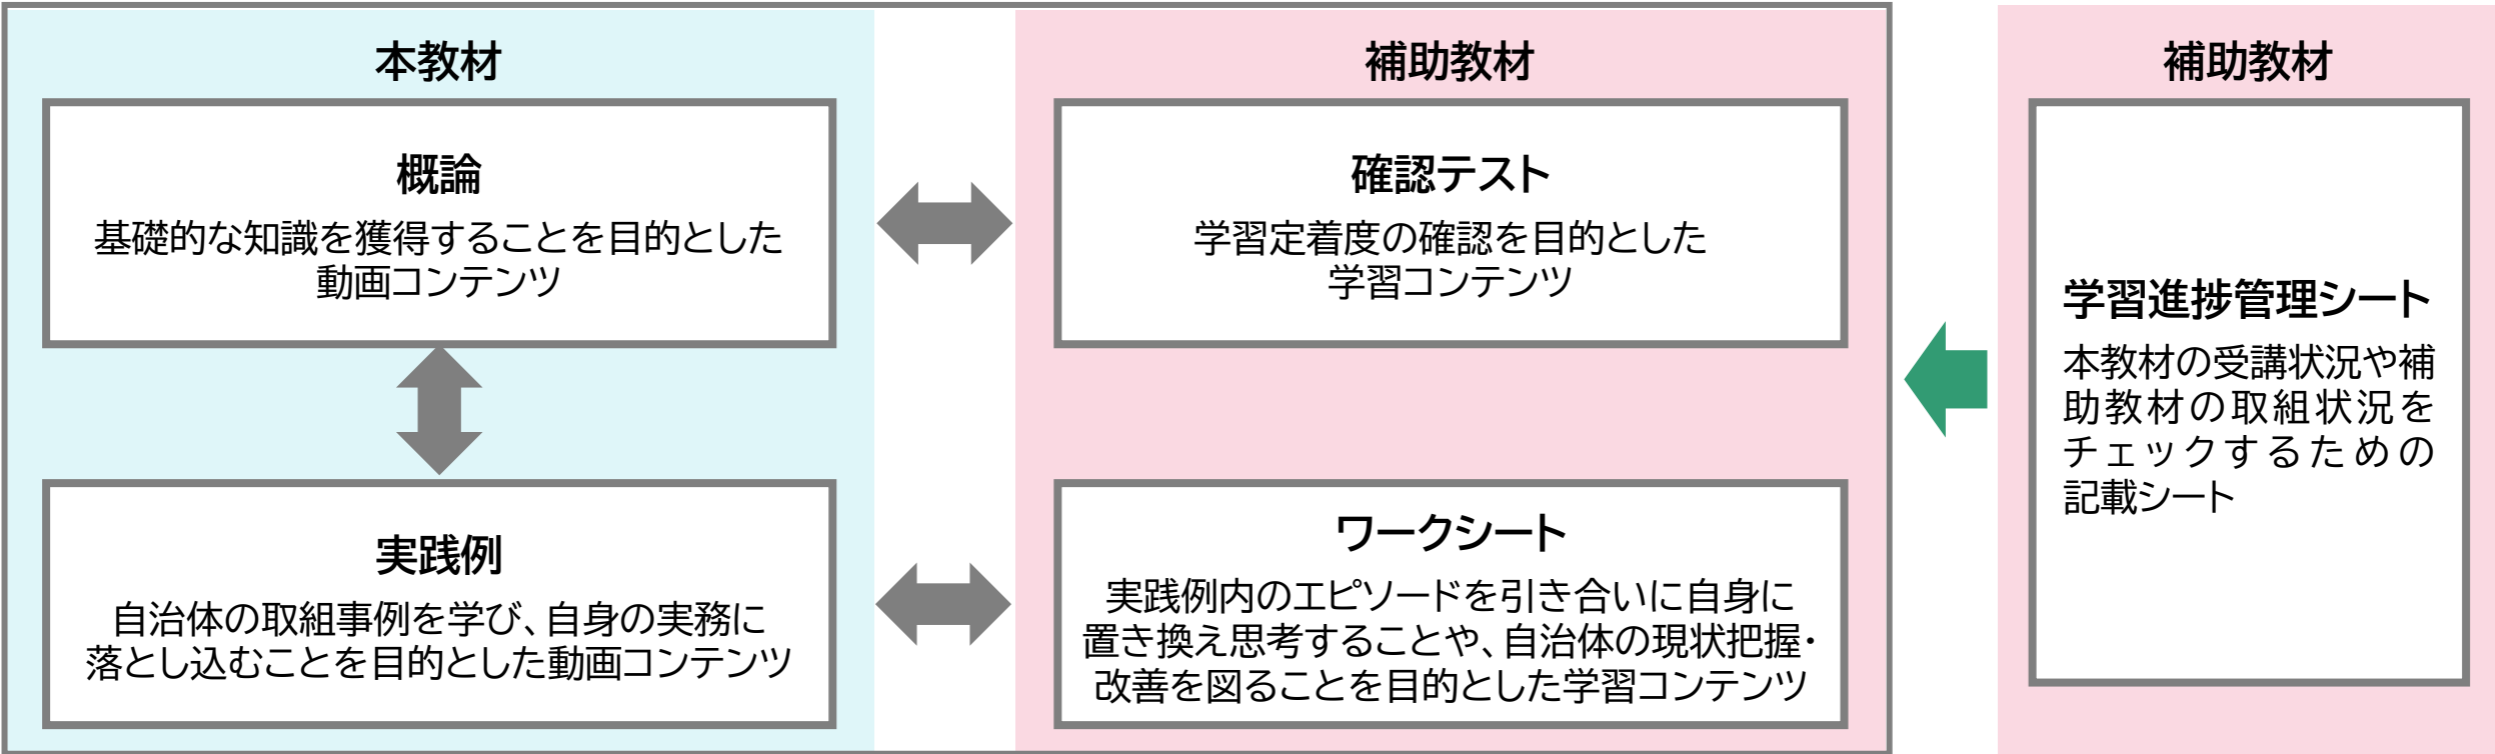 本教材
概論
基礎的な知識を獲得することを目的とした
動画コンテンツ
実践例
自治体の取組事例を学び、自身の実務に
落とし込むことを目的とした動画コンテンツ
補助教材
確認テスト
学習定着度の確認を目的とした
学習コンテンツ
ワークシート
実践例内のエピソードを引き合いに自身に
置き換え思考することや、自治体の現状把握・
改善を図ることを目的とした学習コンテンツ
補助教材
学習進捗管理シート
本教材の受講状況や補
助教材の取組状況を
チェックするための
記載シート